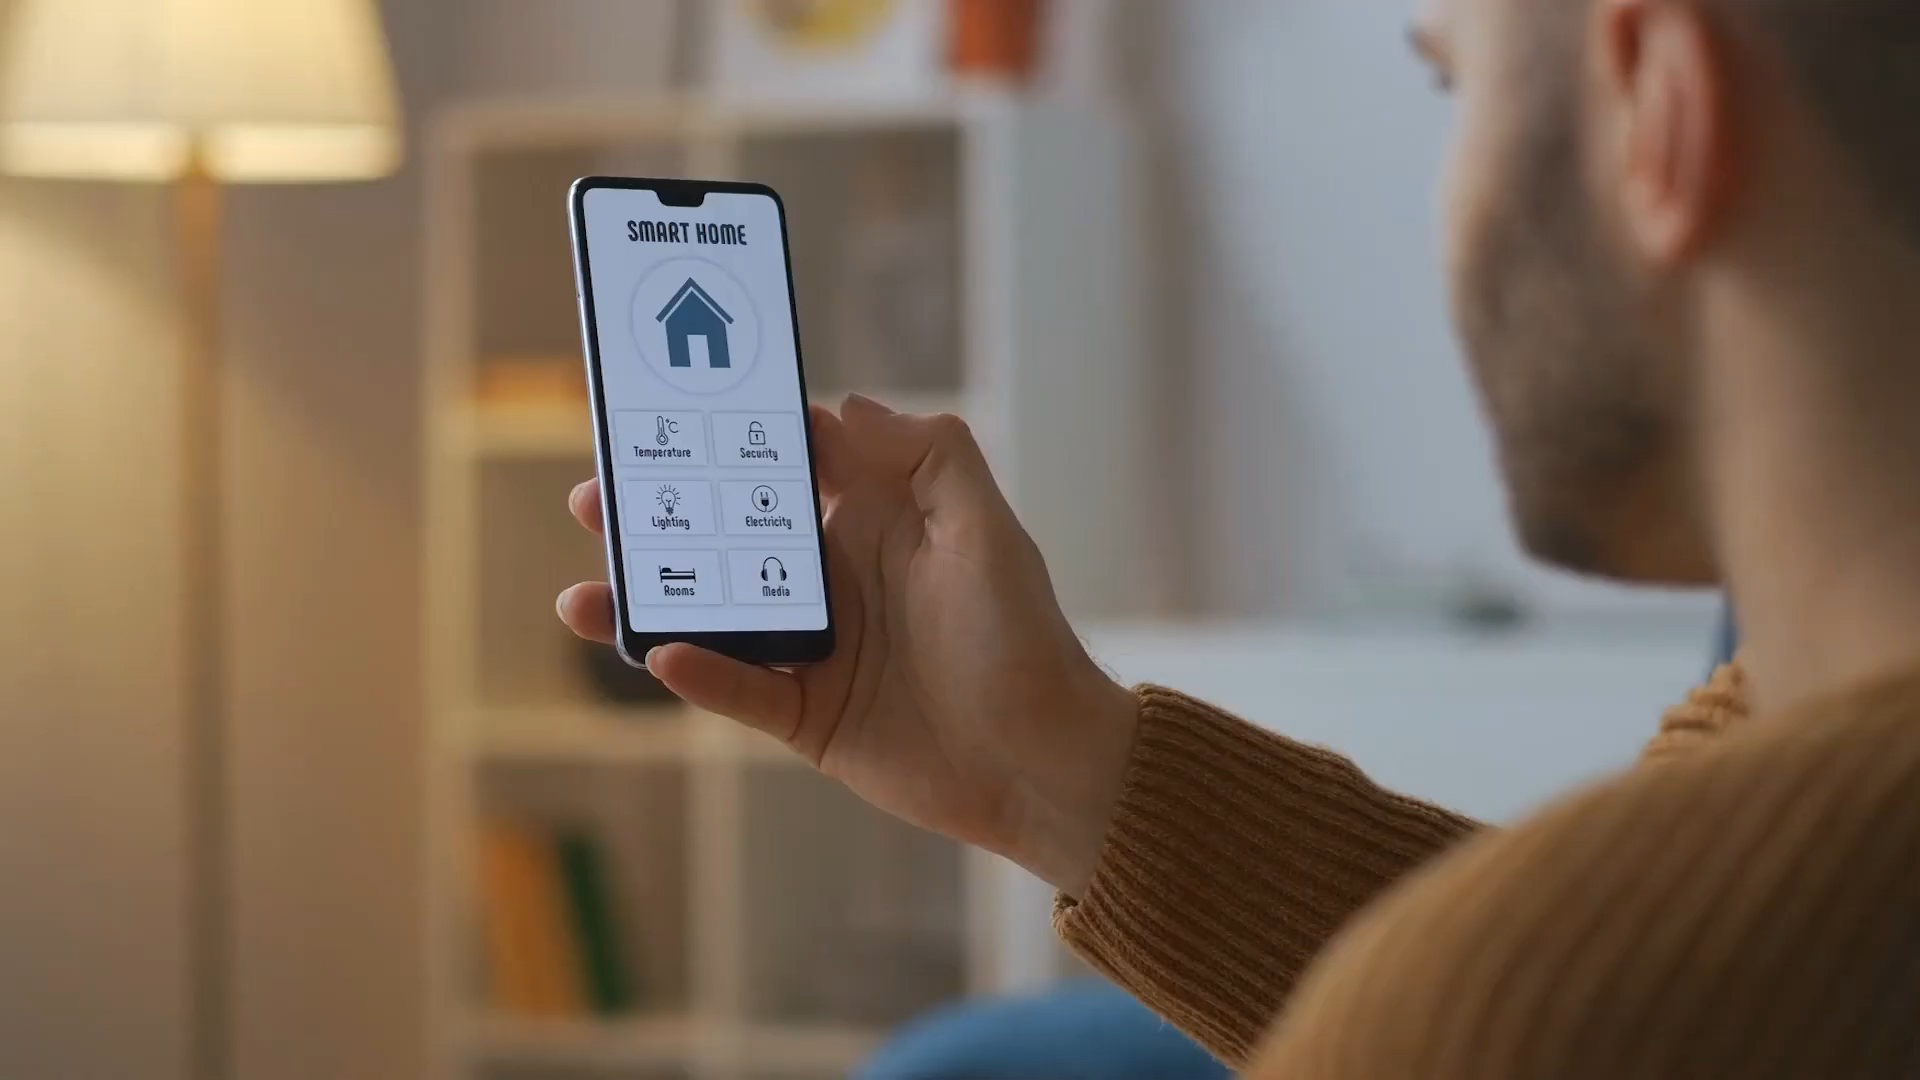 SMART HOME
°C
Temperature
Security
Lighting
Electricity
Rooms
Media